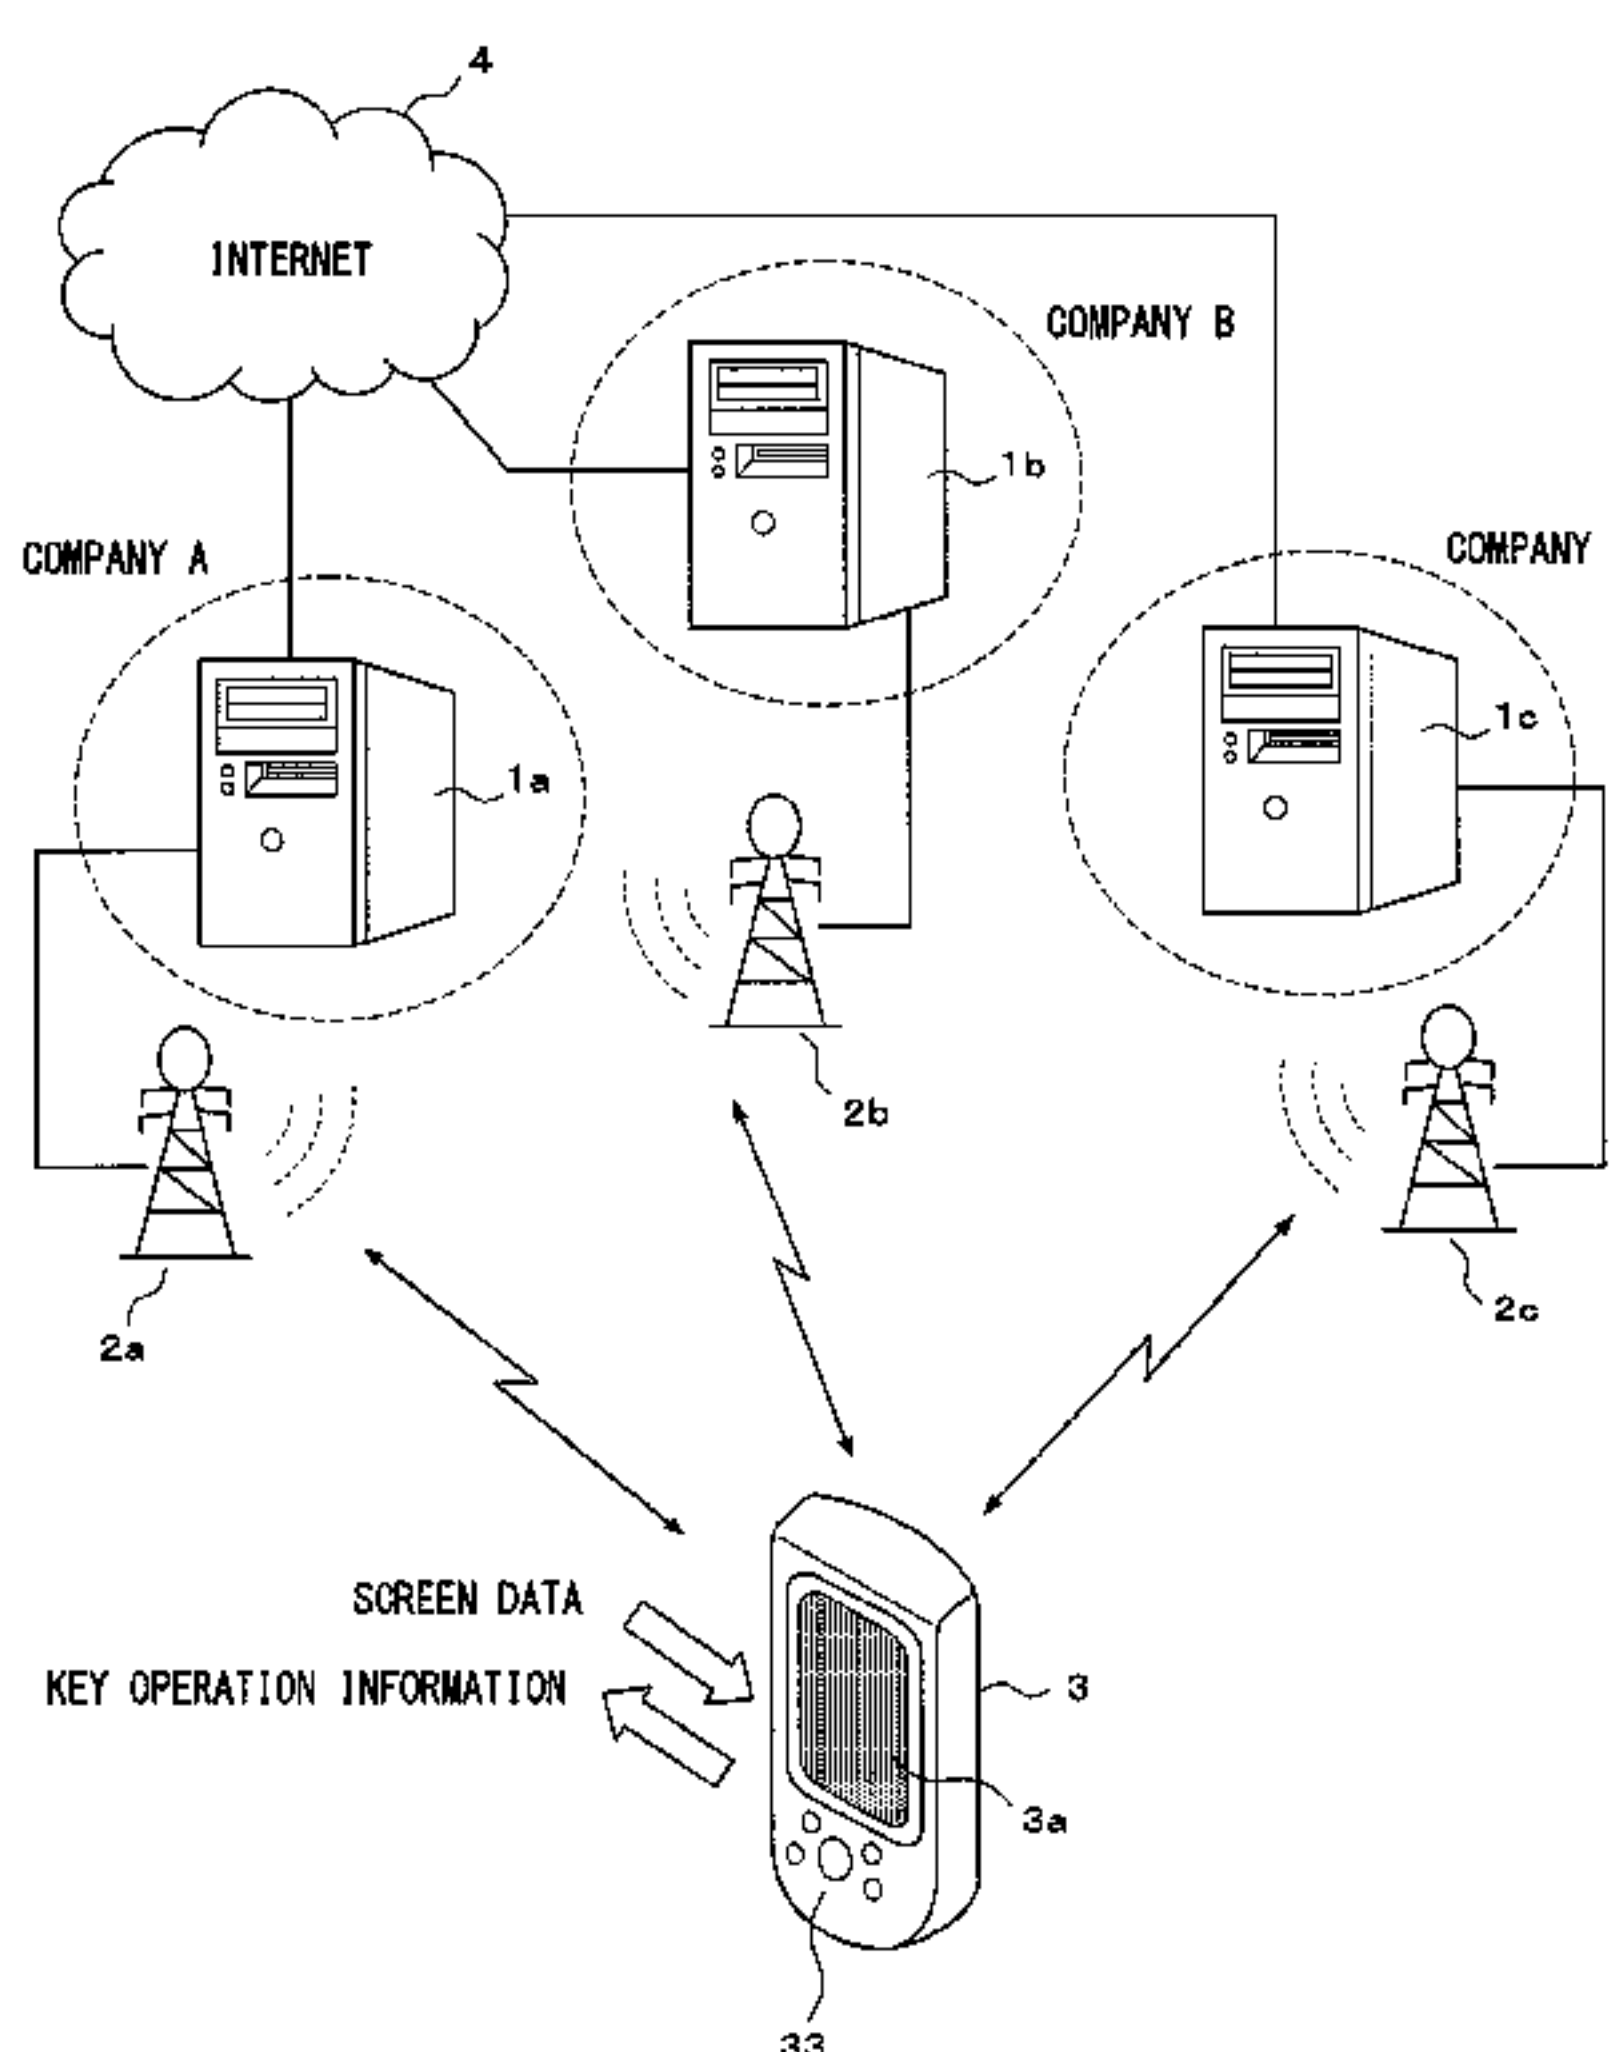 4
INTERNET
COMPANY B
1b
COMPANY A
COMPANY
1c
1a
2b
2c
2a
SCREEN DATA
KEY OPERATION INFORMATION
3
3a
33